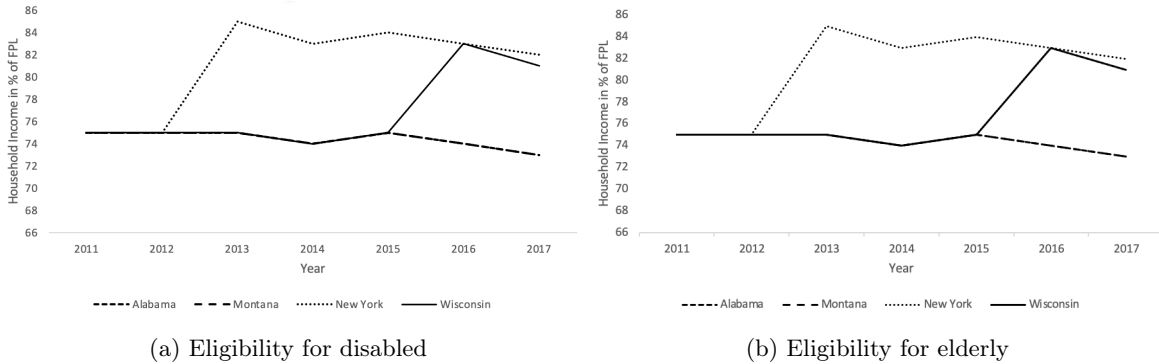 Household Income in % of FPL
86
84
82
80
78
76
74
72
70
68
66
2011 2012 2013 2014 2015 2016 2017
Year
Alabama Montana New York Wisconsin
(a) Eligibility for disabled
Household Income in % of FPL
86
84
82
80
78
76
74
72
70
68
66
2011 2012 2013 2014 2015 2016 2017
Year
Alabama Montana New York Wisconsin
(b) Eligibility for elderly